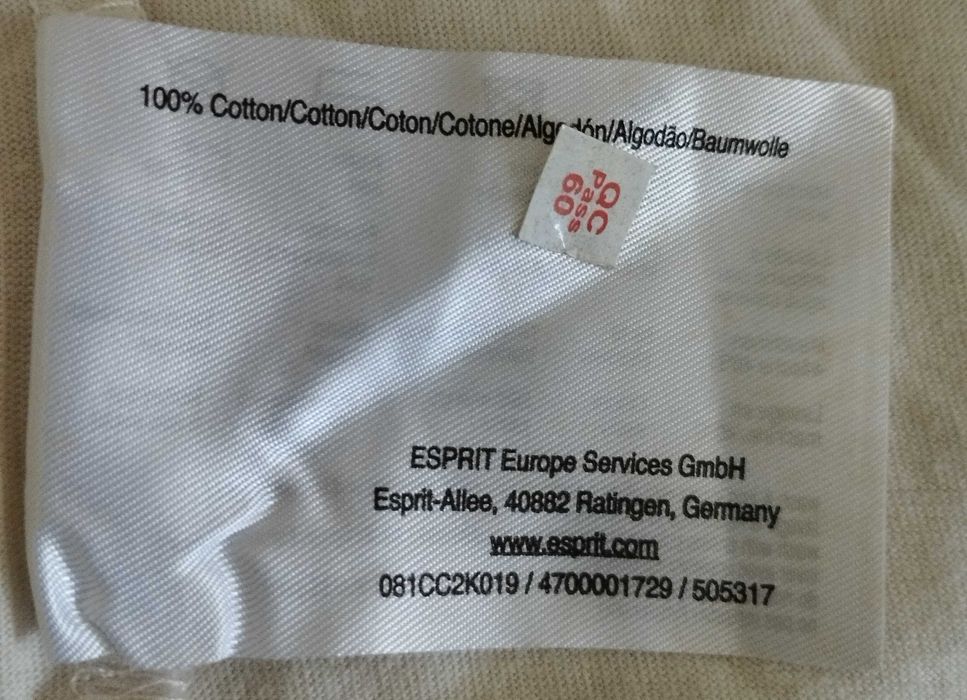 100% Cotton/Cotton/Coton/Cotone/Algodón/Algodão/Baumwolle
QC
Pass
60
ESPRIT Europe Services GmbH
Esprit-Allee, 40882 Ratingen, Germany
www.esprit.com
081CC2K019 / 4700001729 / 505317